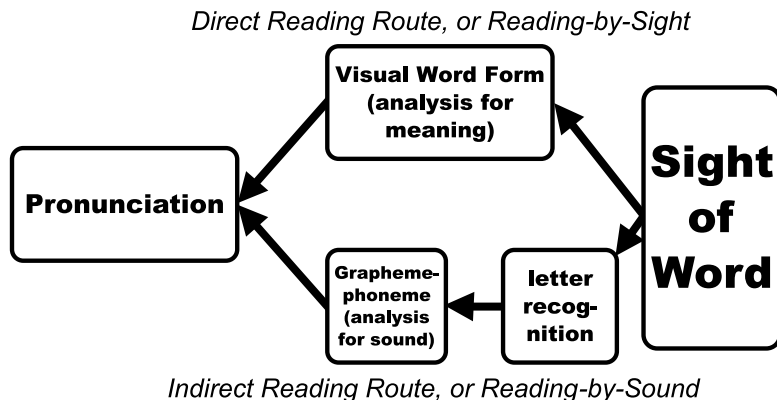 Direct Reading Route, or Reading-by-Sight
Visual Word Form
(analysis for
meaning)
Sight
of
Word
Pronunciation
Grapheme-
phoneme
(analysis
for sound)
letter
recog-
nition
Indirect Reading Route, or Reading-by-Sound